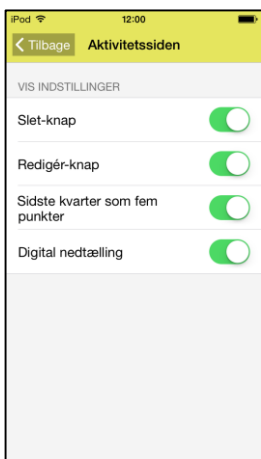 iPod 12:00
Tilbage Aktivitetssiden
VIS INDSTILLINGER
Slet-knap
Redigér-knap
Sidste kvarter som fem
punkter
Digital nedtælling